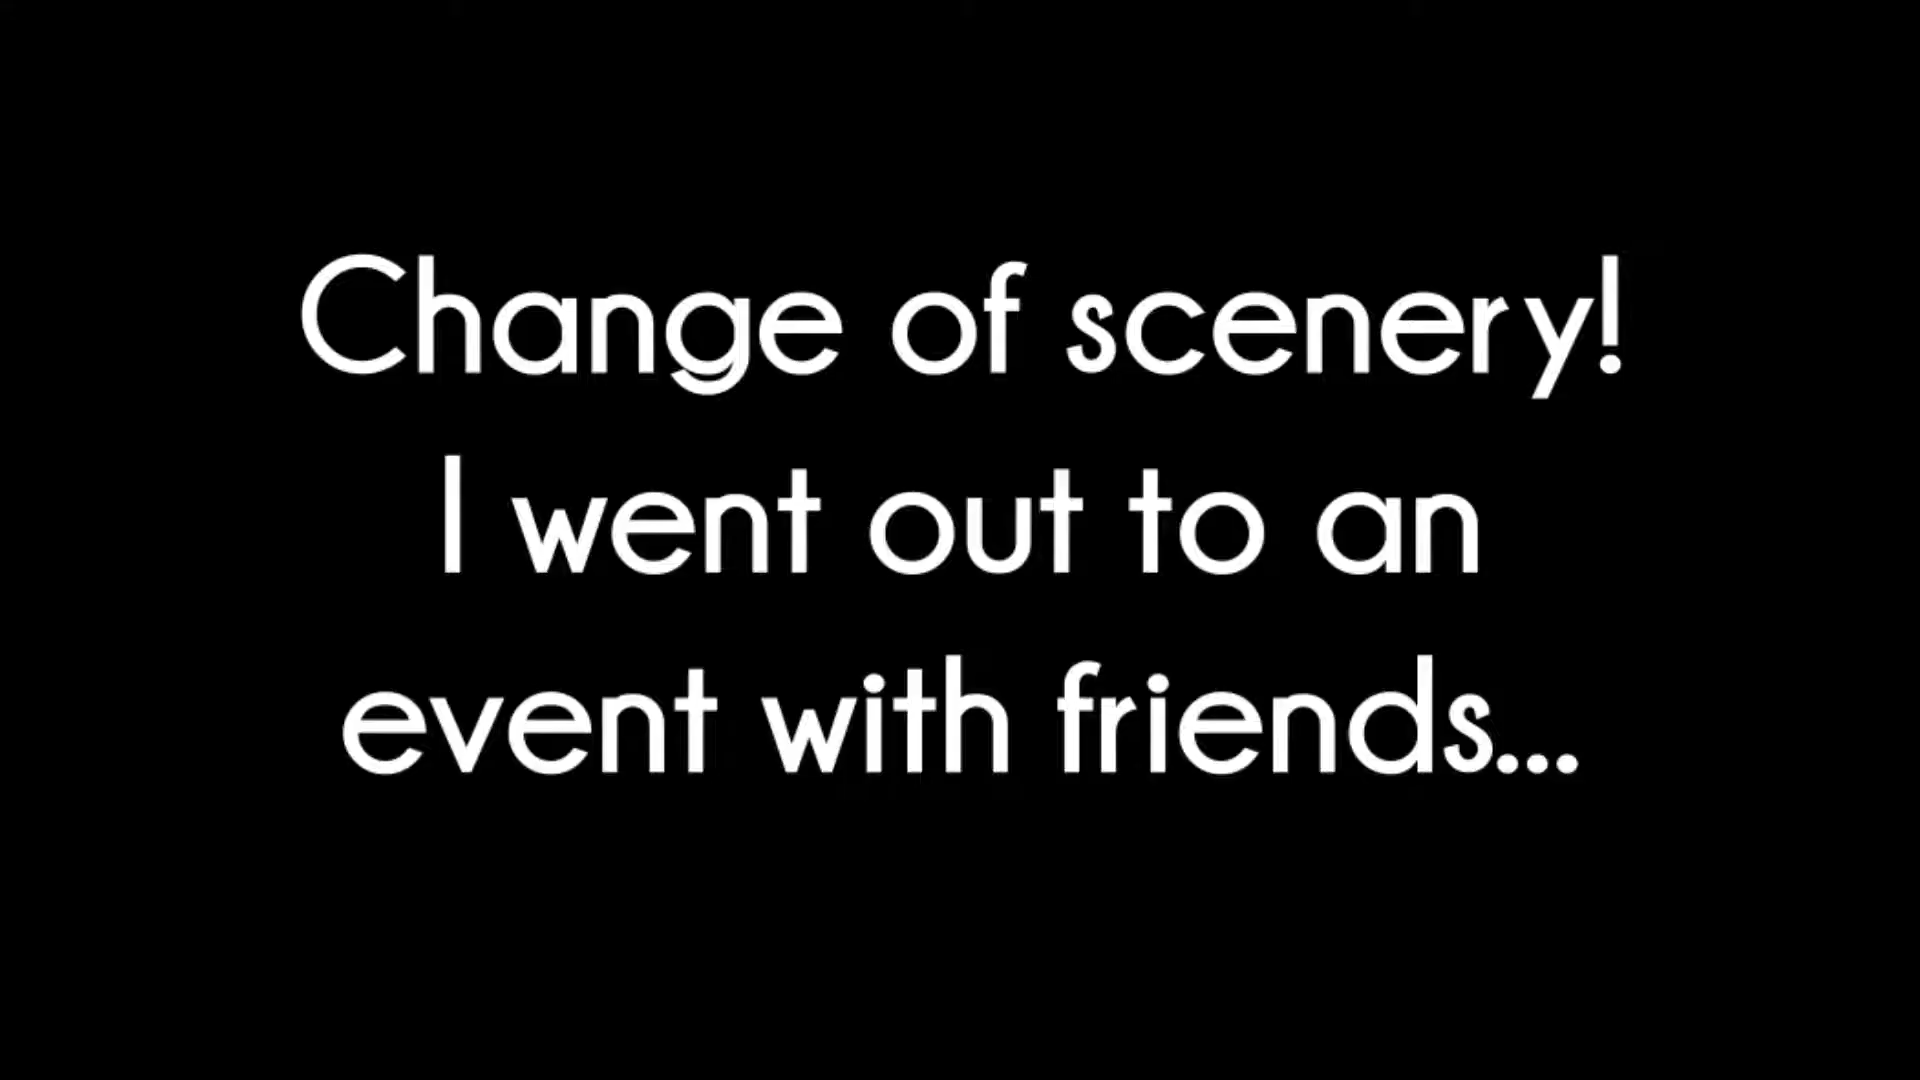 Change of scenery!
I went out to an
event with friends...